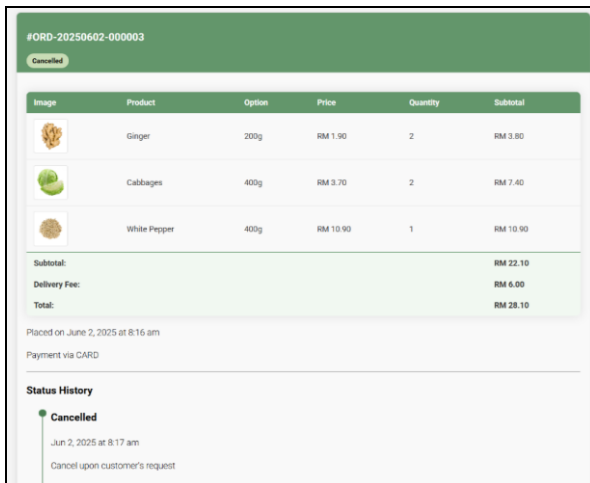 #ORD-20250602-000003
Cancelled
Image Product Option Price Quantity Subtotal
Ginger 200g RM 1.90 2 RM 3.80
Cabbages 400g RM 3.70 2 RM 7.40
White Pepper 400g RM 10.90 1 RM 10.90
Subtotal: RM 22.10
Delivery Fee: RM 6.00
Total: RM 28.10
Placed on June 2, 2025 at 8:16 am
Payment via CARD
Status History
Cancelled
Jun 2, 2025 at 8:17 am
Cancel upon customer's request